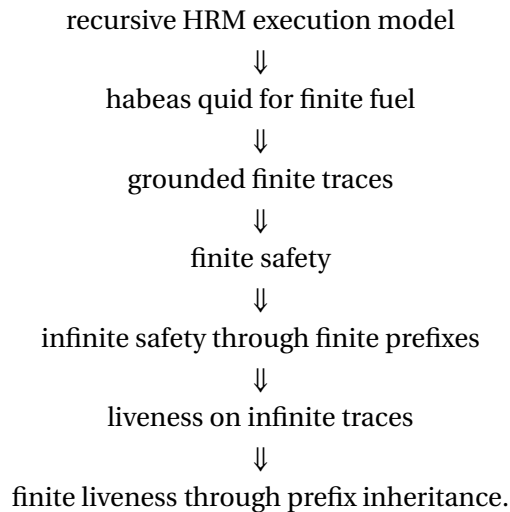 recursive HRM execution model
⇓
habeas quid for finite fuel
⇓
grounded finite traces
⇓
finite safety
⇓
infinite safety through finite prefixes
⇓
liveness on infinite traces
⇓
finite liveness through prefix inheritance.